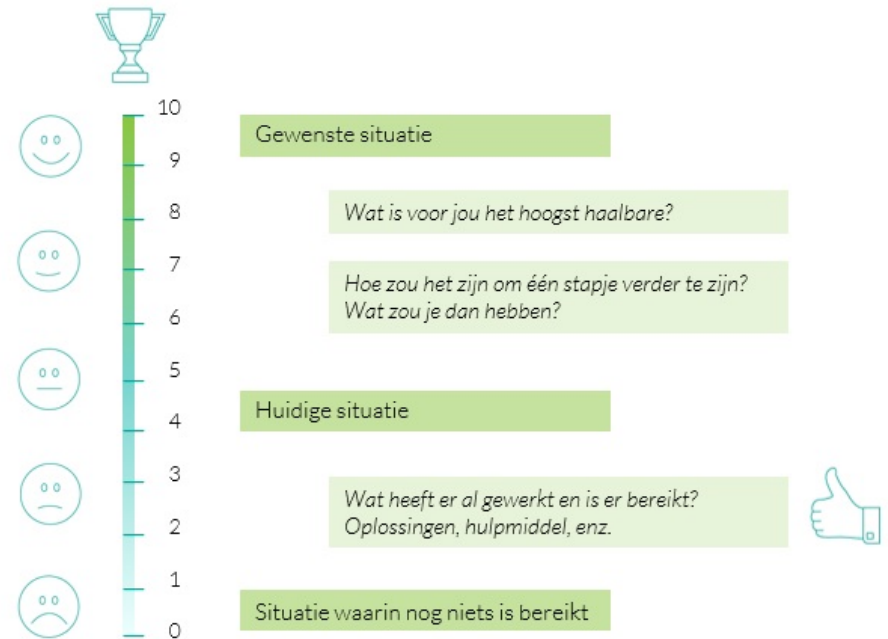 10
Gewenste situatie
9
8
Wat is voor jou het hoogst haalbare?
7
Hoe zou het zijn om één stapje verder te zijn?
Wat zou je dan hebben?
6
5
Huidige situatie
4
3
Wat heeft er al gewerkt en is er bereikt?
Oplossingen, hulpmiddel, enz.
2
1
Situatie waarin nog niets is bereikt
0